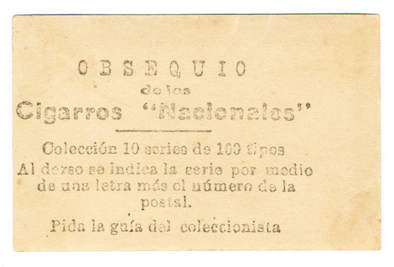 OBSEQUIO
de los
Cigarros "Nacionales"
Colección 10 series de 100 tipos
Al dorso se indica la serie por medio
de una letra más el número de la
postal.
Pida la guía del coleccionista